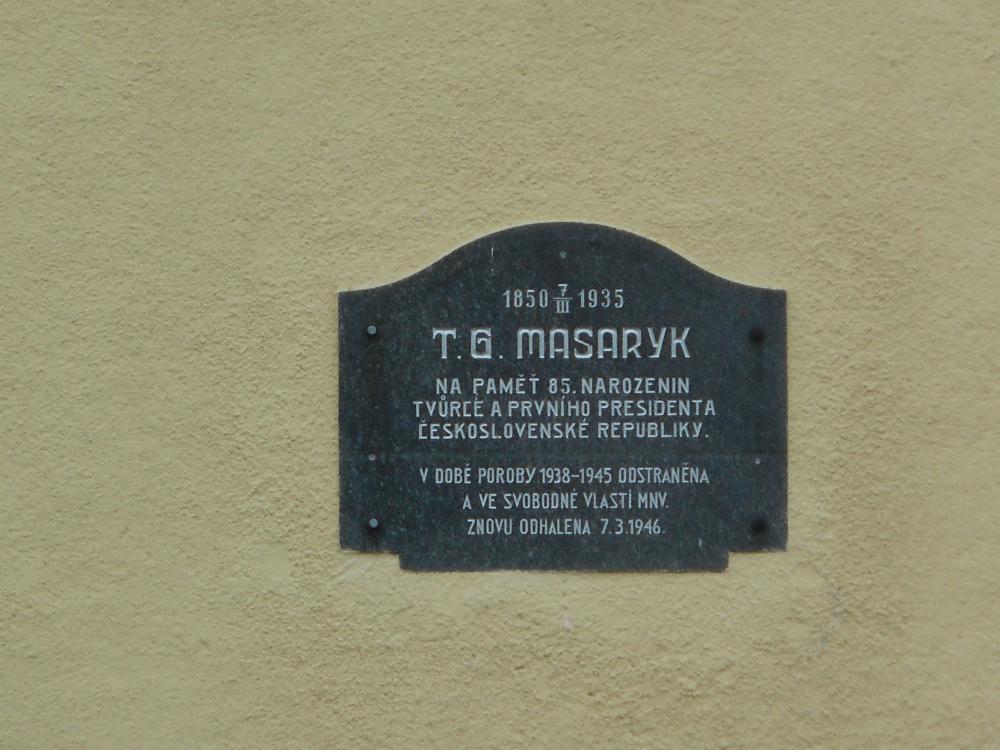 1850 7/III 1935
T. G. MASARYK
NA PAMĚŤ 85. NAROZENIN
TVŮRCE A PRVNÍHO PRESIDENTA
ČESKOSLOVENSKÉ REPUBLIKY.
V DOBĚ POROBY 1938-1945 ODSTRANĚNA
A VE SVOBODNÉ VLASTI MNV.
ZNOVU ODHALENA 7.3.1946.